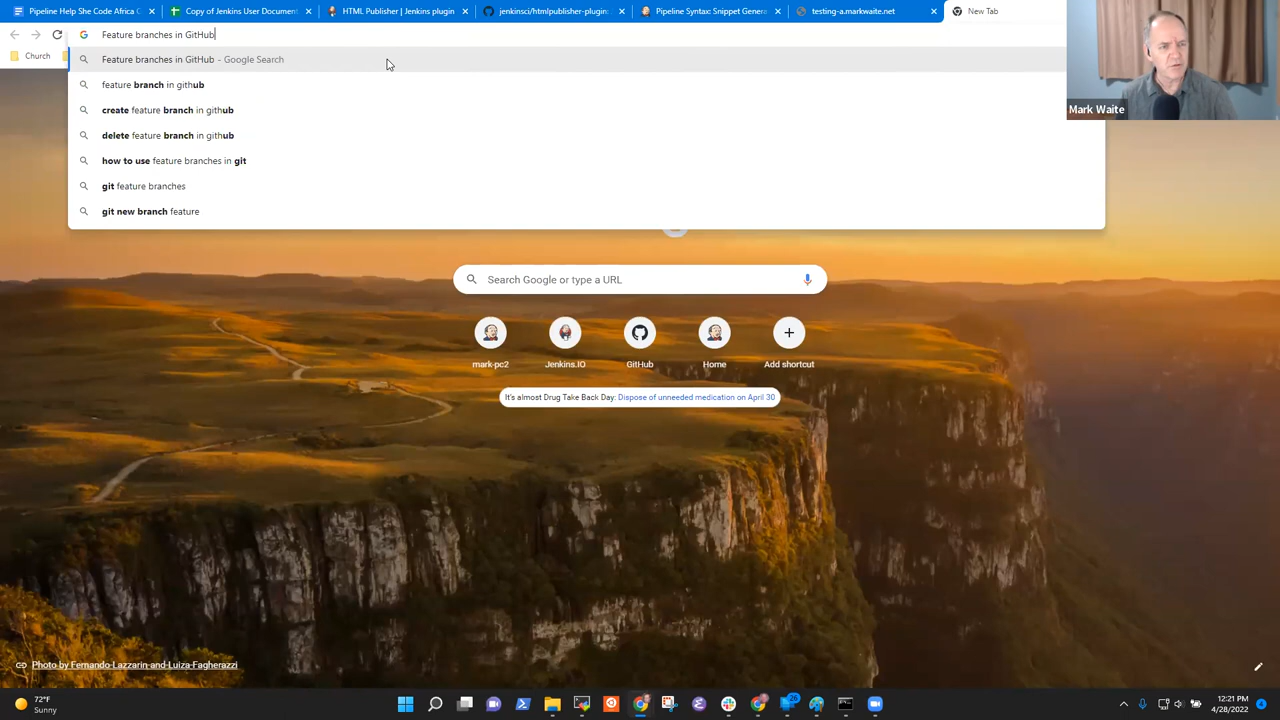 Pipeline Help She Code Africa C
Copy of Jenkins User Document
HTML Publisher | Jenkins plugin
jenkinsci/htmlpublisher-plugin:
Pipeline Syntax: Snippet Genera
testing-a.markwaite.net
New Tab
Feature branches in GitHub
Church
Feature branches in GitHub - Google Search
feature branch in github
create feature branch in github
delete feature branch in github
how to use feature branches in git
git feature branches
git new branch feature
Mark Waite
Search Google or type a URL
mark-pc2
Jenkins.IO
GitHub
Home
Add shortcut
It's almost Drug Take Back Day: Dispose of unneeded medication on April 30
Photo by Fernando-Lazzarin-and-Luiza-Fagherazzi
72°F
Sunny
26
12:21 PM
4/28/2022